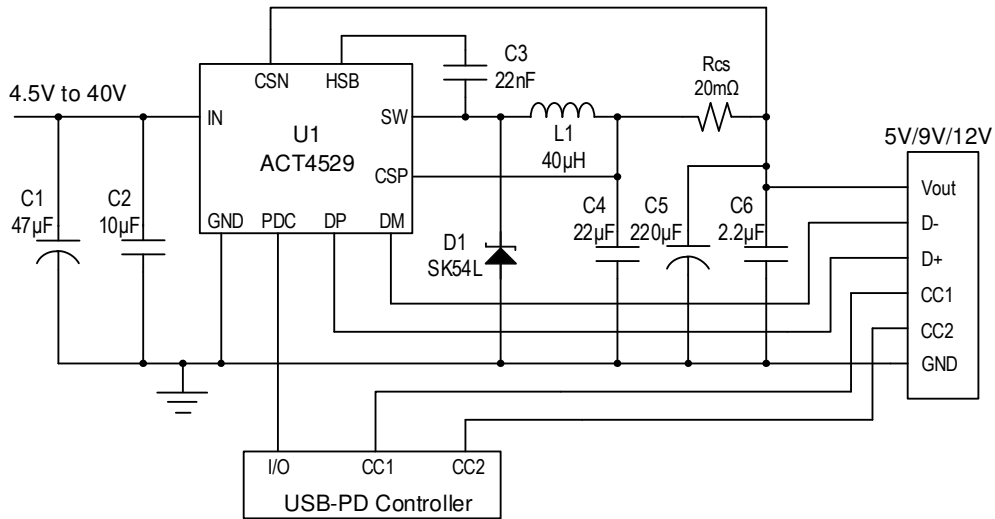 4.5V to 40V
CSN
HSB
C3
22nF
Rcs
20mΩ
IN
U1
ACT4529
SW
CSP
L1
40µH
5V/9V/12V
C1
47µF
C2
10µF
GND
PDC
DP
DM
D1
SK54L
C4
22µF
C5
220µF
C6
2.2µF
Vout
D-
D+
CC1
CC2
GND
I/O
CC1
CC2
USB-PD Controller